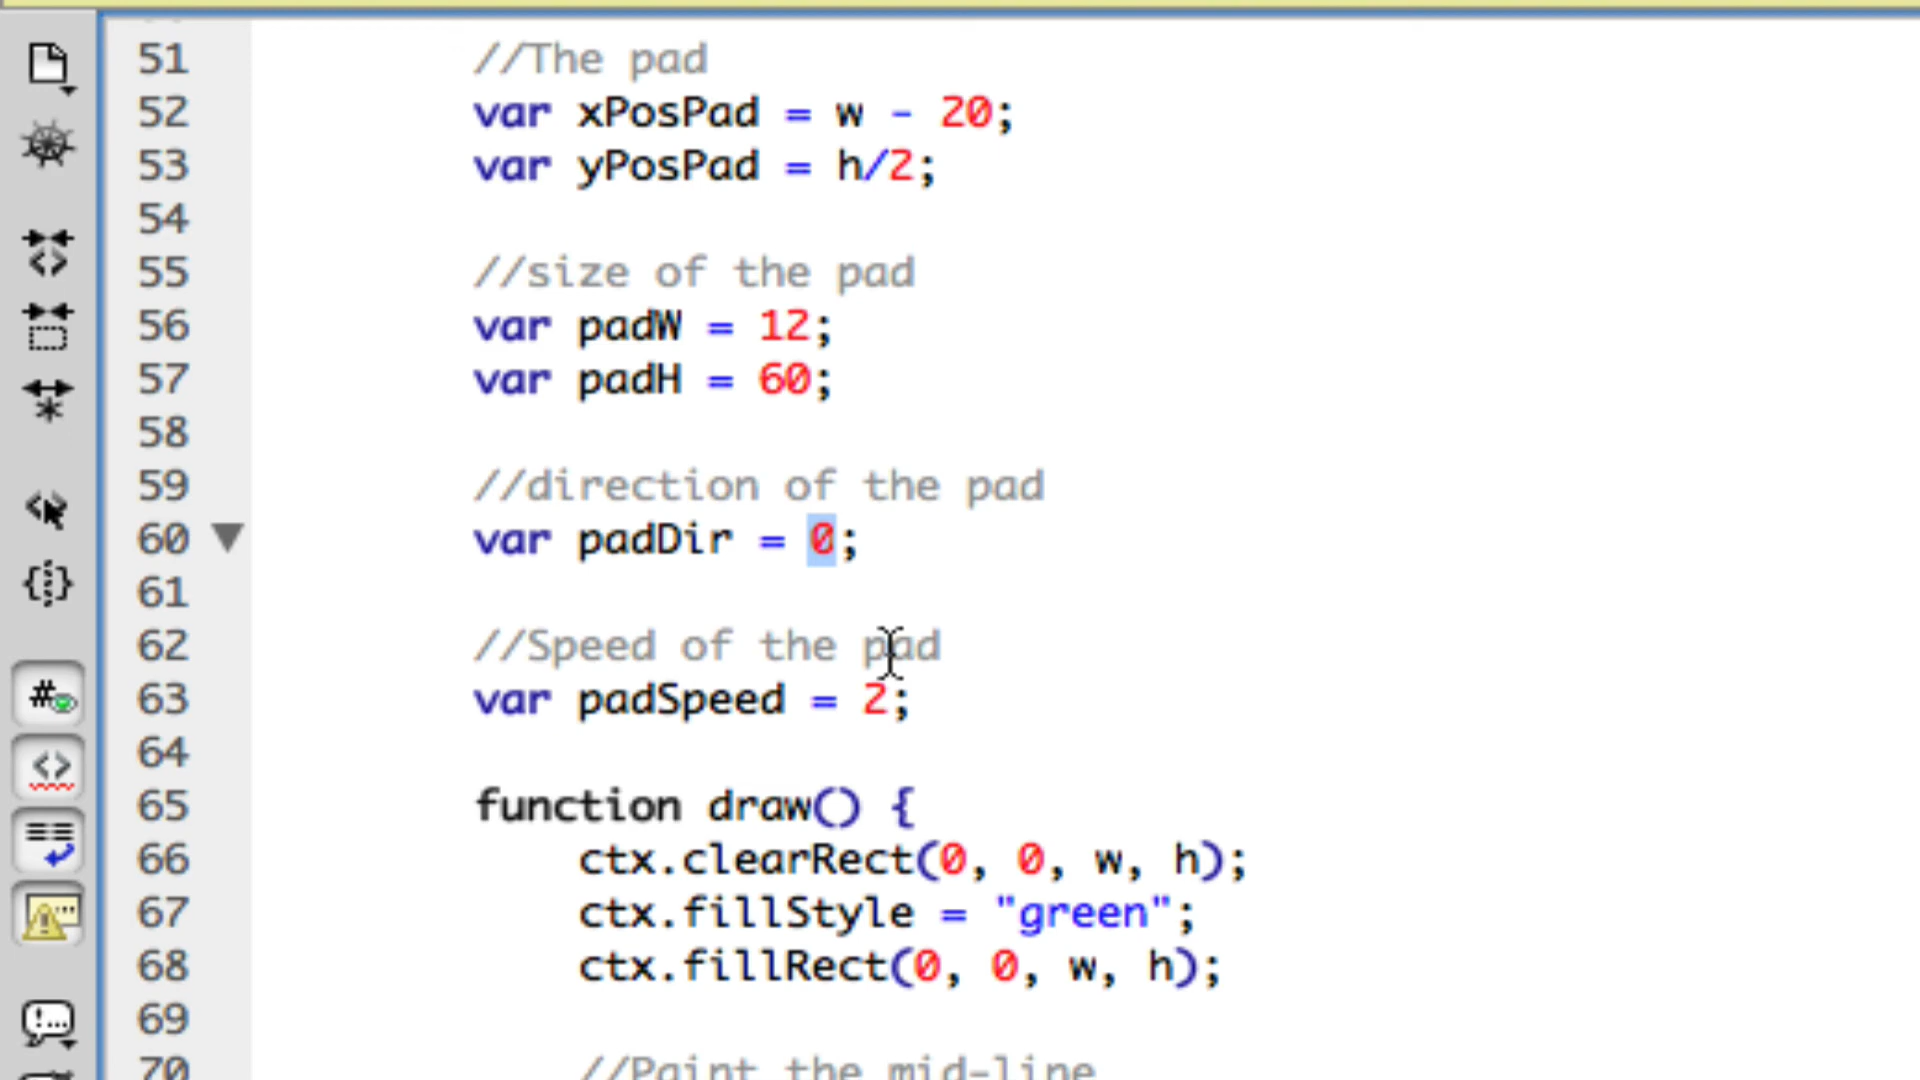 51 //The pad
52 var xPosPad = w - 20;
53 var yPosPad = h/2;
54
55 //size of the pad
56 var padW = 12;
57 var padH = 60;
58
59 //direction of the pad
60 var padDir = 0;
61
62 //Speed of the pad
63 var padSpeed = 2;
64
65 function draw() {
66 ctx.clearRect(0, 0, w, h);
67 ctx.fillStyle = "green";
68 ctx.fillRect(0, 0, w, h);
69
70 //Paint the mid-line